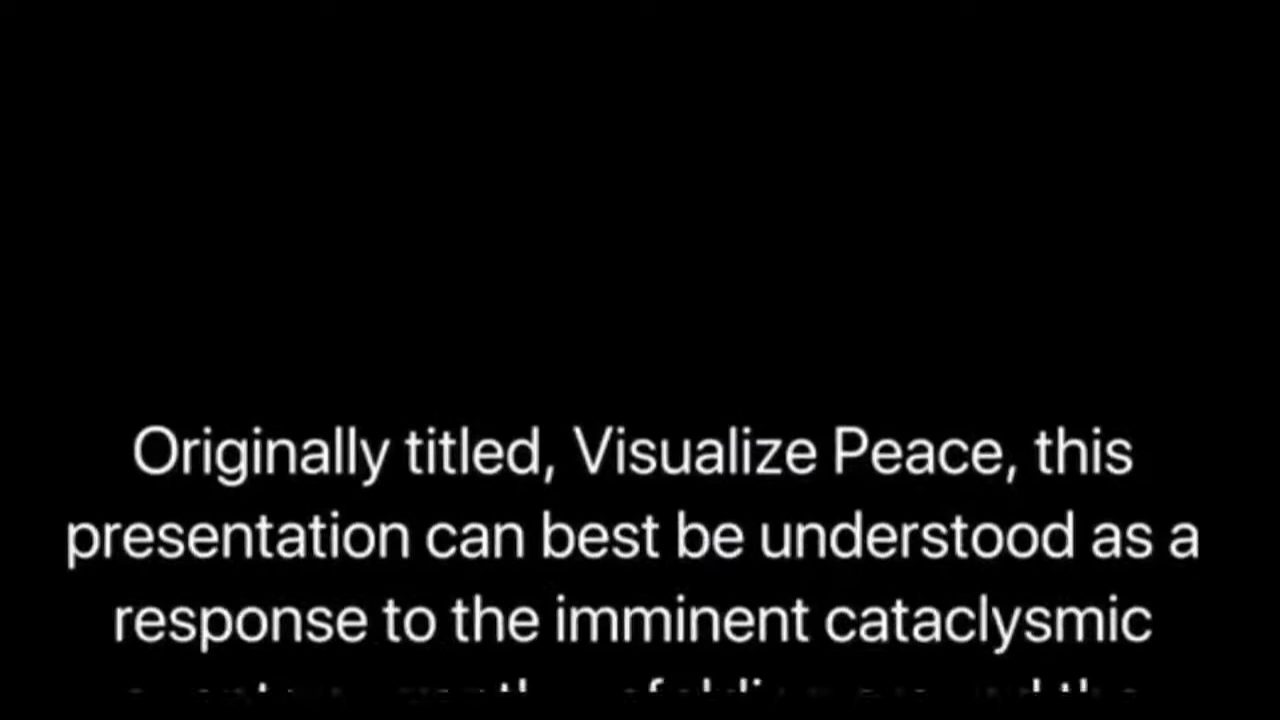 Originally titled, Visualize Peace, this
presentation can best be understood as a
response to the imminent cataclysmic